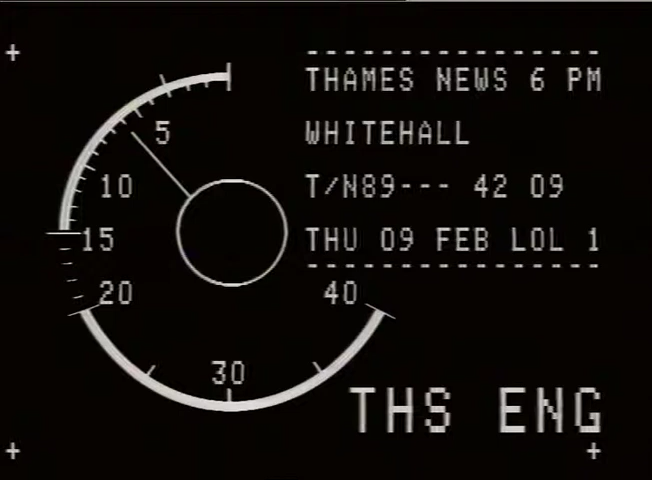 THAMES NEWS 6 PM
WHITEHALL
T/N89--- 42 09
THU 09 FEB LOL 1
5
10
15
20
30
40
THS ENG